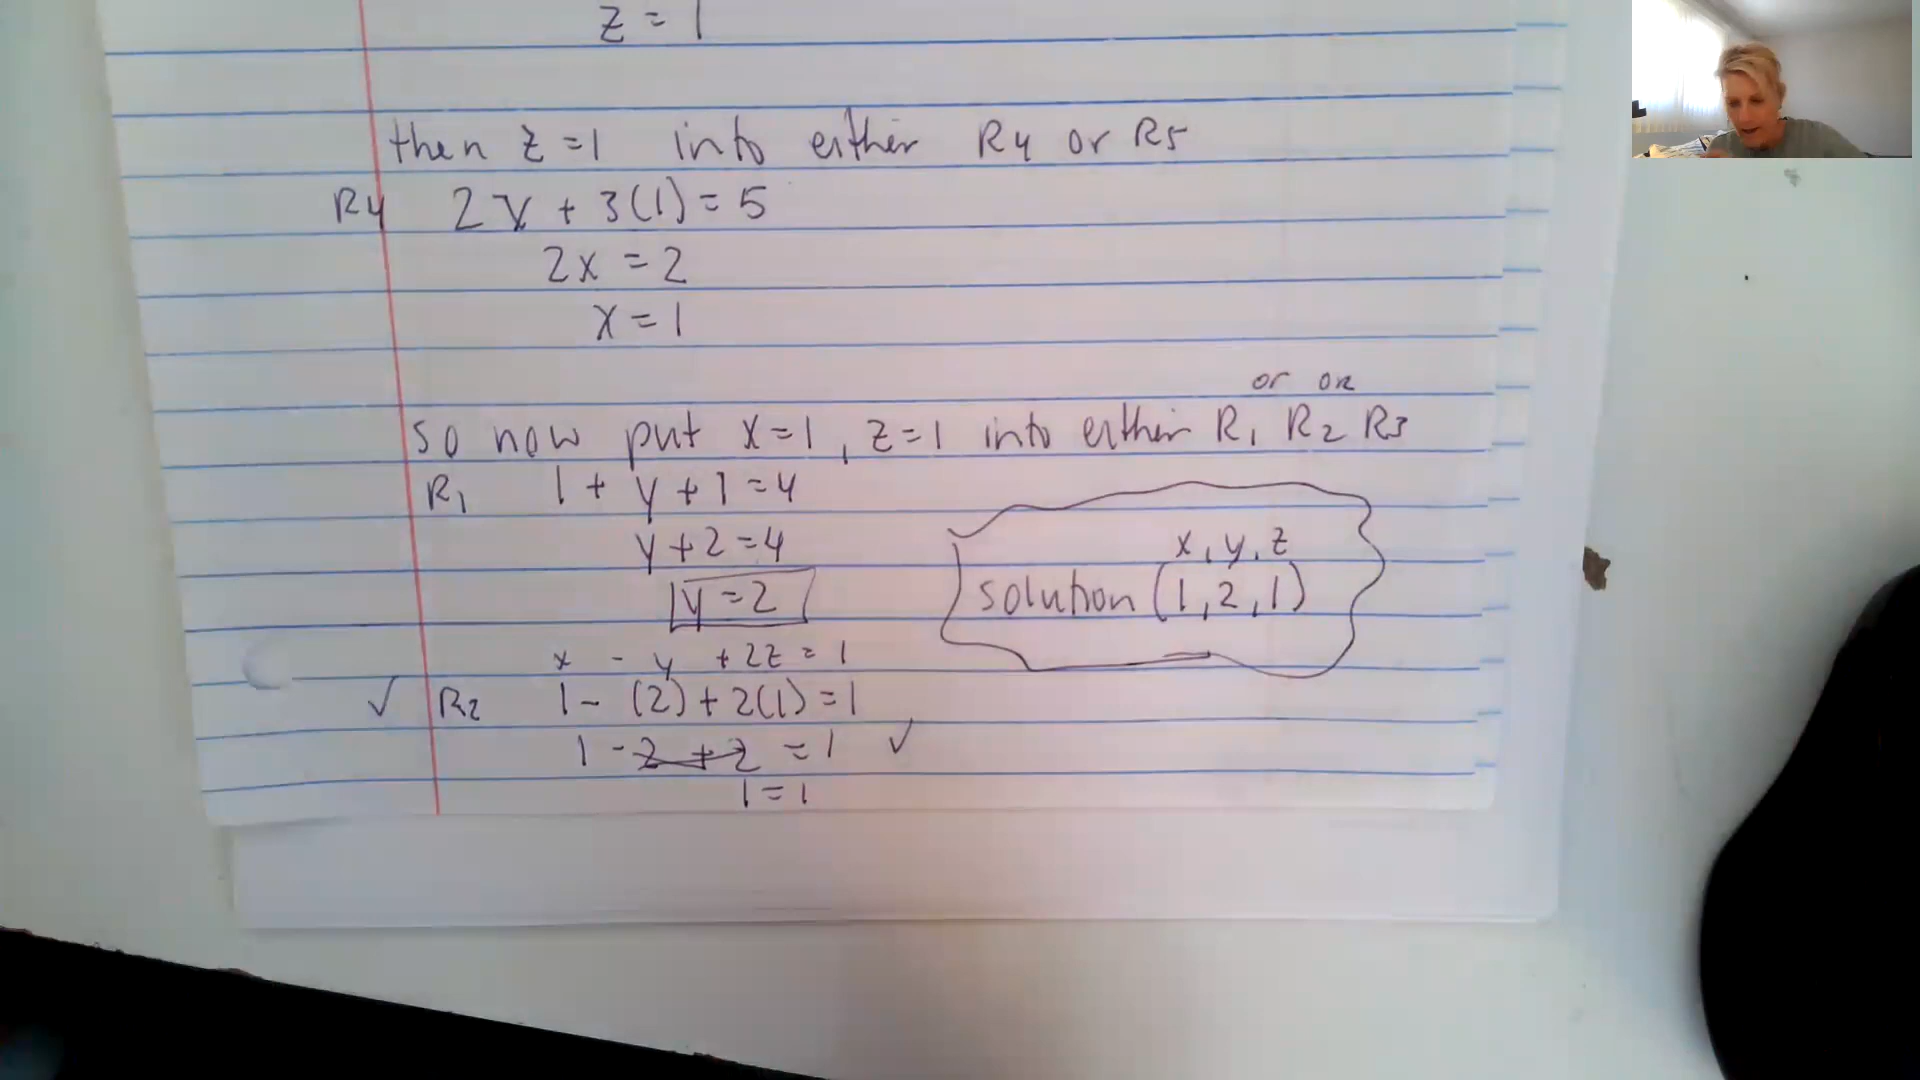 z = 1
then z = 1 into either R4 or R5
R4 2x + 3(1) = 5
2x = 2
x = 1
or or
so now put x = 1, z = 1 into either R1 R2 R3
R1 1 + y + 1 = 4
y + 2 = 4
y = 2
x, y, z
solution (1, 2, 1)
x - y + 2z = 1
✓ R2 1 - (2) + 2(1) = 1
1 - 2 + 2 = 1 ✓
1 = 1